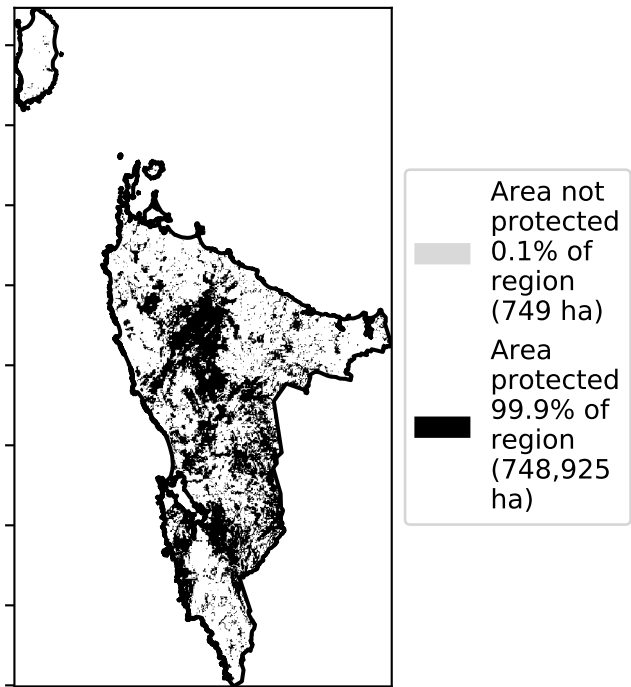 Area not
protected
0.1% of
region
(749 ha)
Area
protected
99.9% of
region
(748,925
ha)